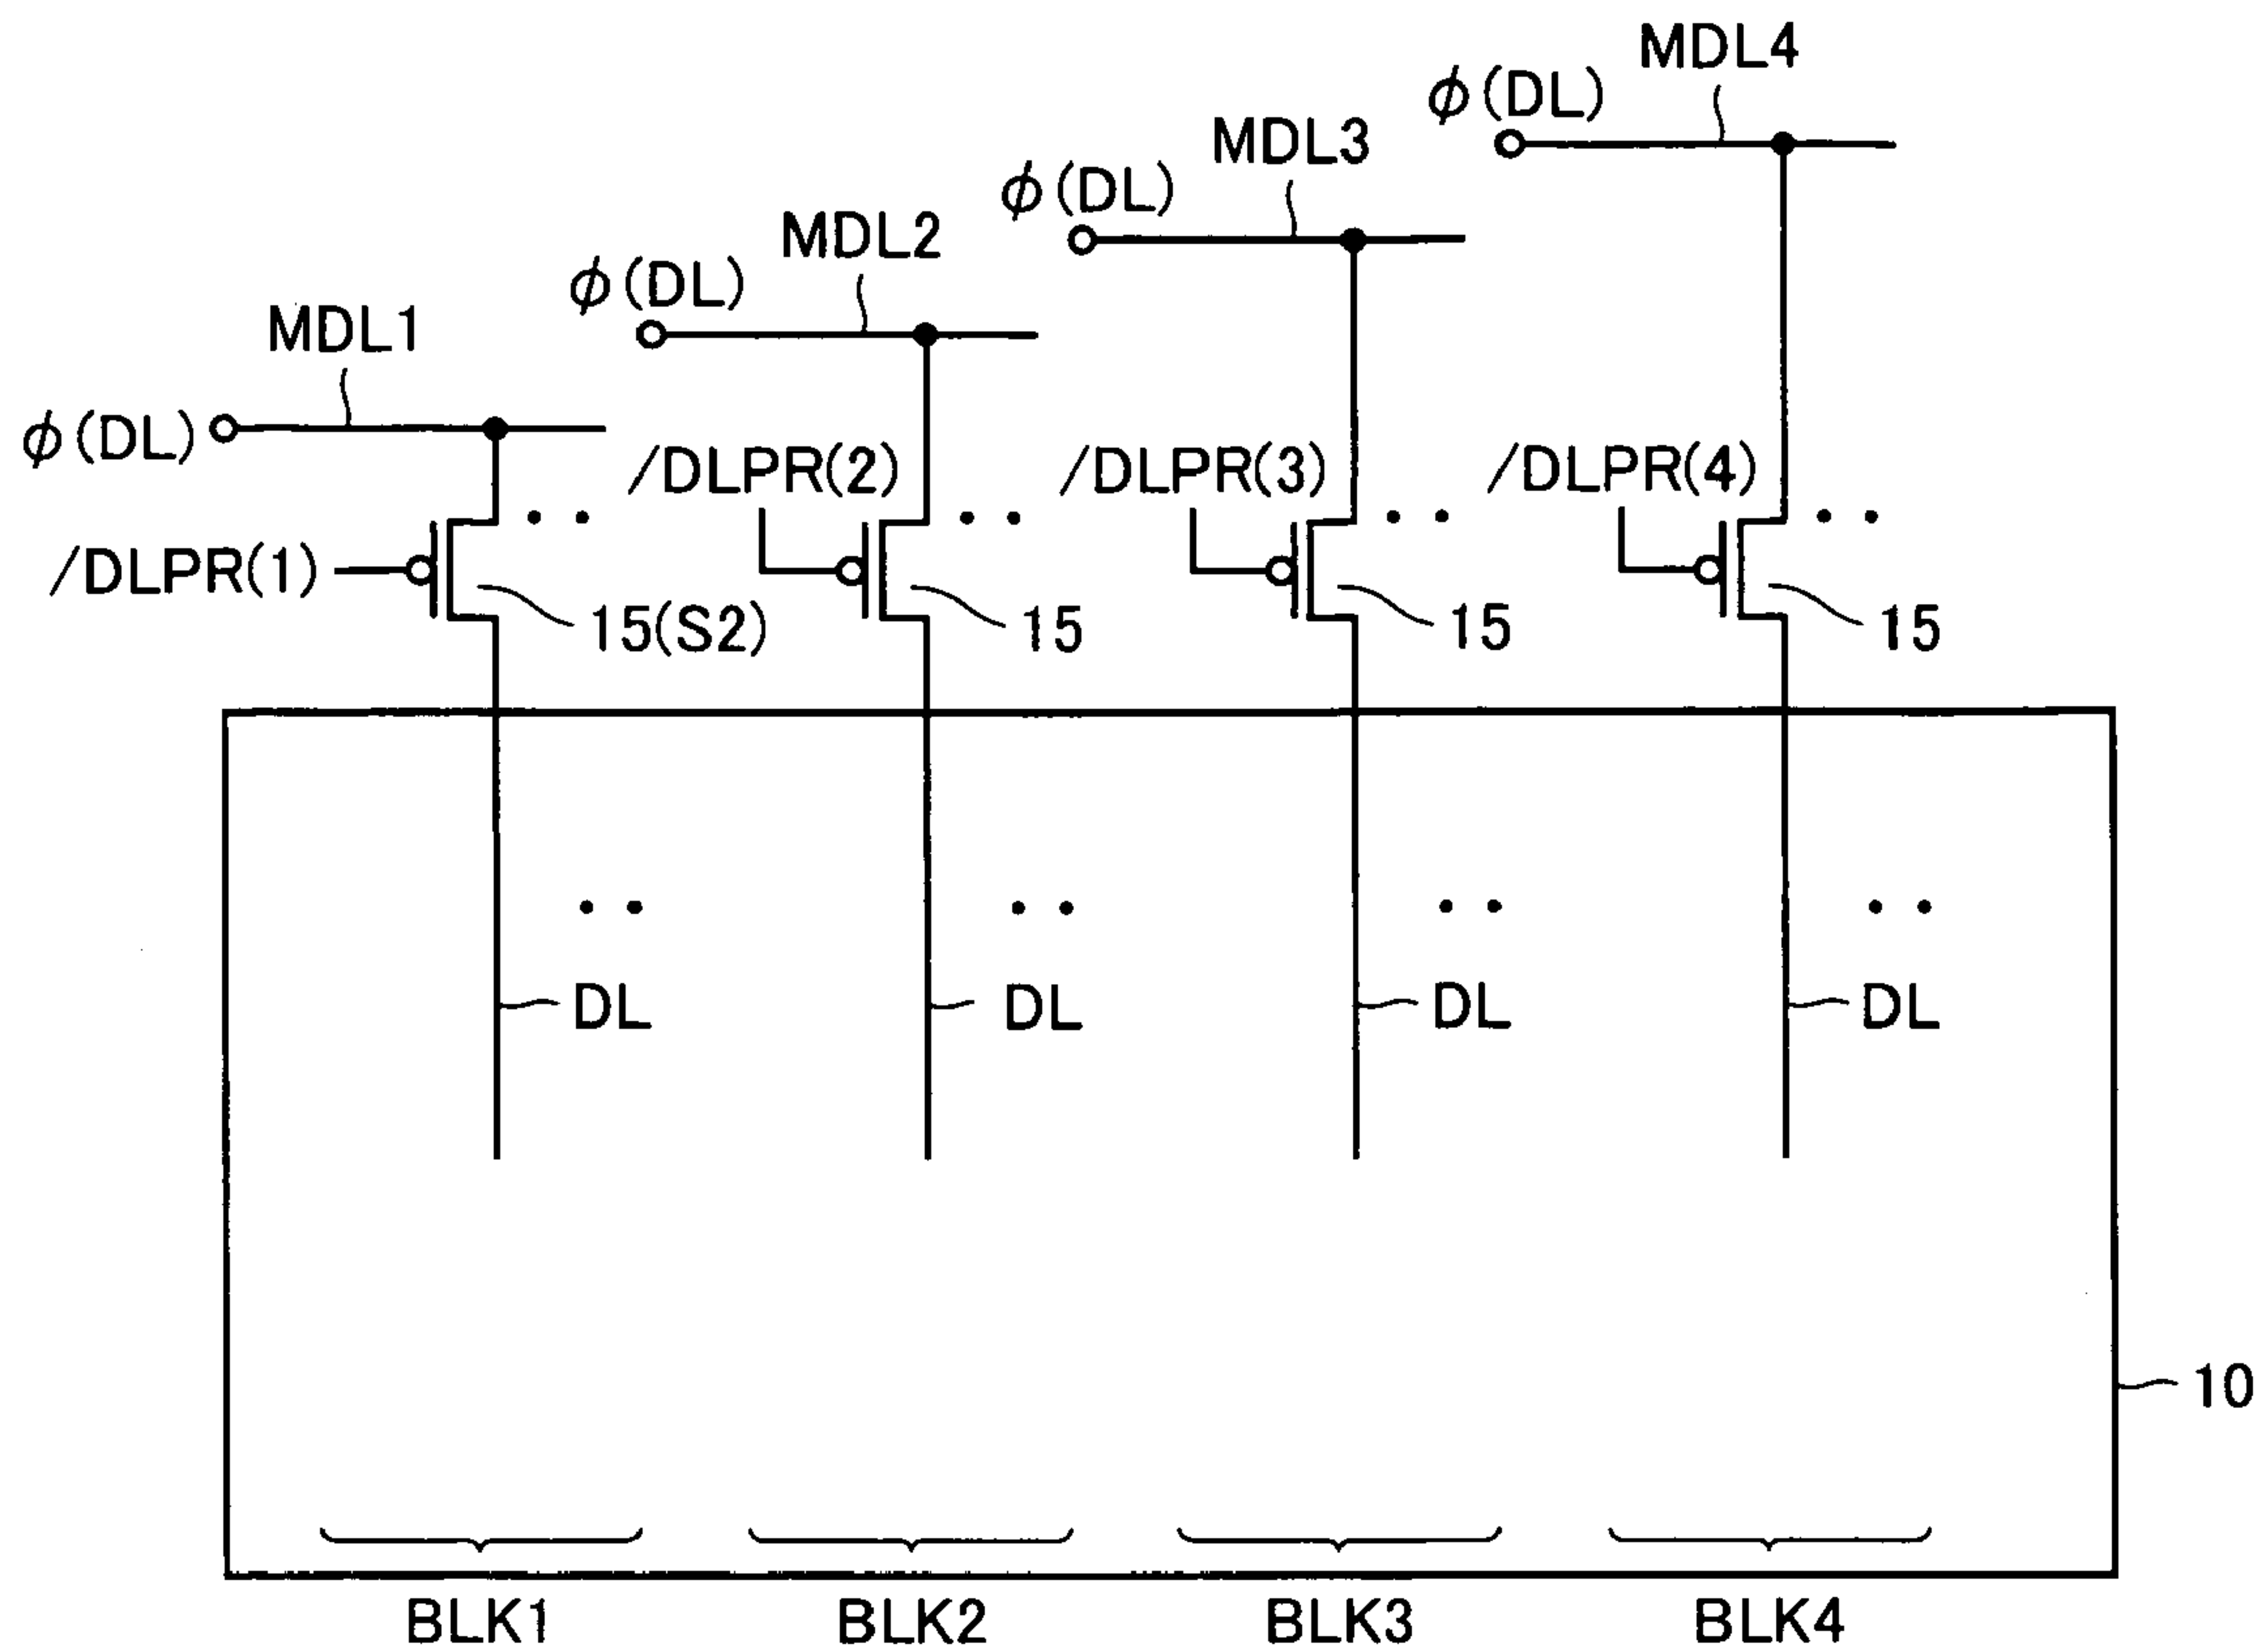 MDL4
φ(DL)
MDL3
φ(DL)
MDL2
φ(DL)
MDL1
φ(DL)
/DLPR(1)
/DLPR(2)
/DLPR(3)
/DLPR(4)
15(S2)
15
15
15
DL
DL
DL
DL
10
BLK1
BLK2
BLK3
BLK4